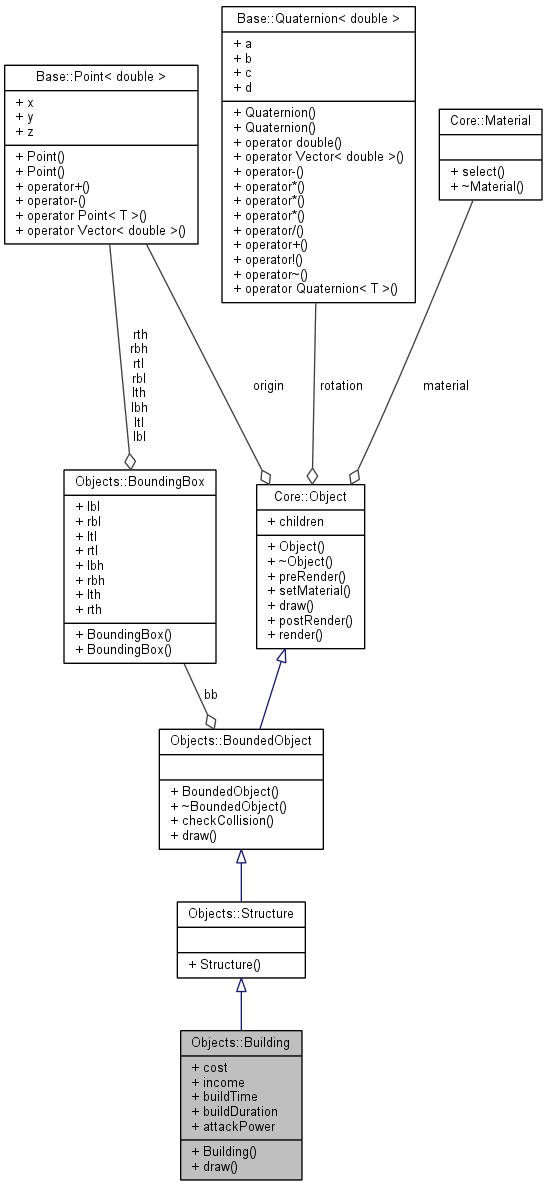 Base::Quaternion< double >
+ a
+ b
+ c
+ d
+ Quaternion()
+ Quaternion()
+ operator double()
+ operator Vector< double >()
+ operator-()
+ operator*()
+ operator*()
+ operator*()
+ operator/()
+ operator+()
+ operator!()
+ operator~()
+ operator Quaternion< T >()
Base::Point< double >
+ x
+ y
+ z
+ Point()
+ Point()
+ operator+()
+ operator-()
+ operator Point< T >()
+ operator Vector< double >()
Core::Material
+ select()
+ ~Material()
rth
rbh
rtl
rbl
lth
lbh
ltl
lbl
origin
rotation
material
Objects::BoundingBox
+ lbl
+ rbl
+ ltl
+ rtl
+ lbh
+ rbh
+ lth
+ rth
+ BoundingBox()
+ BoundingBox()
Core::Object
+ children
+ Object()
+ ~Object()
+ preRender()
+ setMaterial()
+ draw()
+ postRender()
+ render()
bb
Objects::BoundedObject
+ BoundedObject()
+ ~BoundedObject()
+ checkCollision()
+ draw()
Objects::Structure
+ Structure()
Objects::Building
+ cost
+ income
+ buildTime
+ buildDuration
+ attackPower
+ Building()
+ draw()